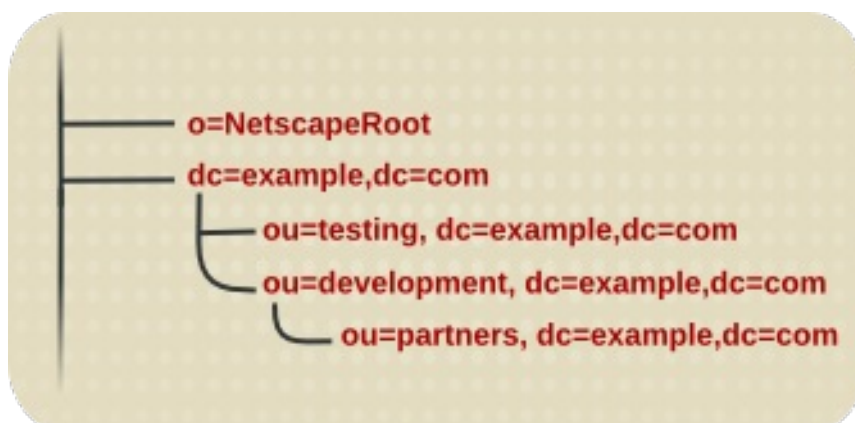 o=NetscapeRoot
dc=example,dc=com
ou=testing, dc=example,dc=com
ou=development, dc=example,dc=com
ou=partners, dc=example,dc=com